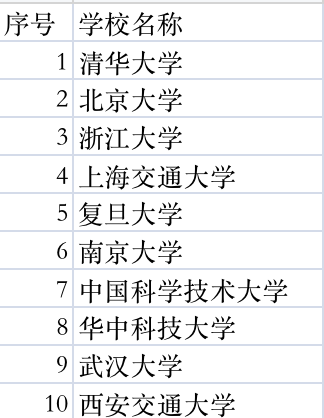 序号 学校名称
1 清华大学
2 北京大学
3 浙江大学
4 上海交通大学
5 复旦大学
6 南京大学
7 中国科学技术大学
8 华中科技大学
9 武汉大学
10 西安交通大学